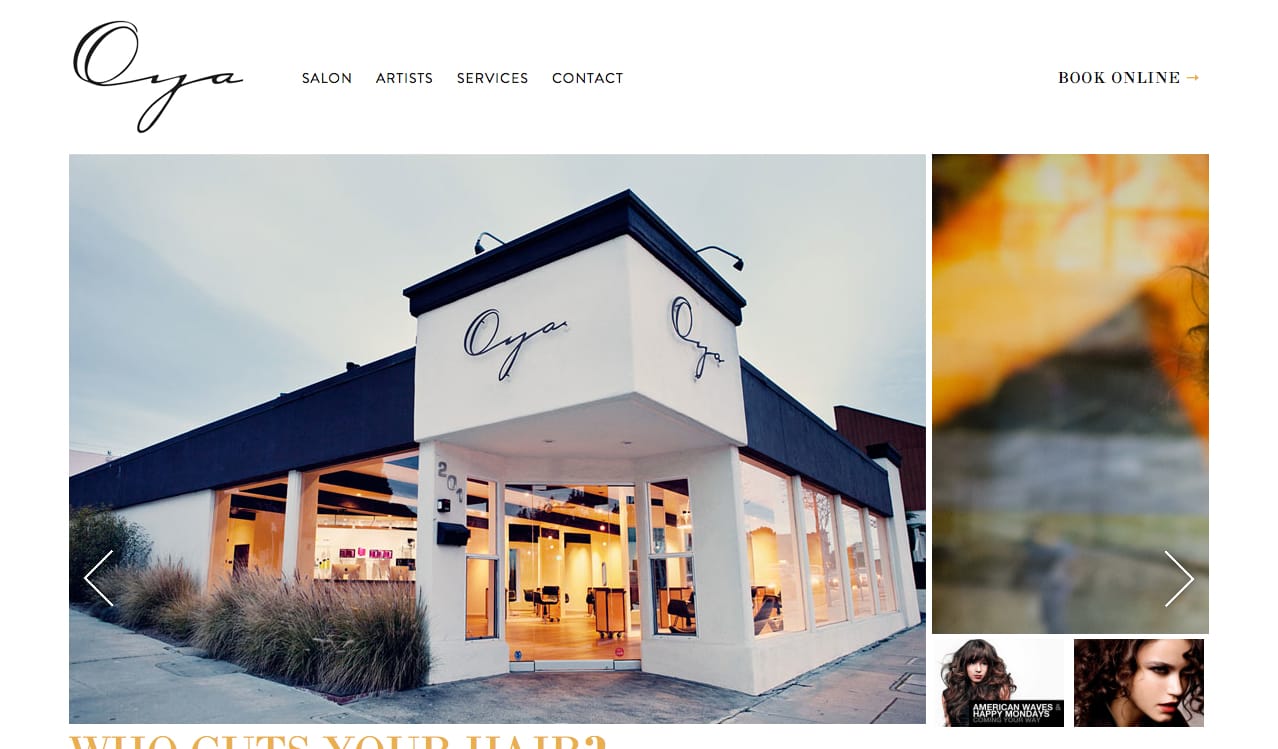 Oya
SALON ARTISTS SERVICES CONTACT
BOOK ONLINE →
Oya
Oya
201
AMERICAN WAVES &
HAPPY MONDAYS
COMING YOUR WAY
WHO CUTS YOUR HAIR?